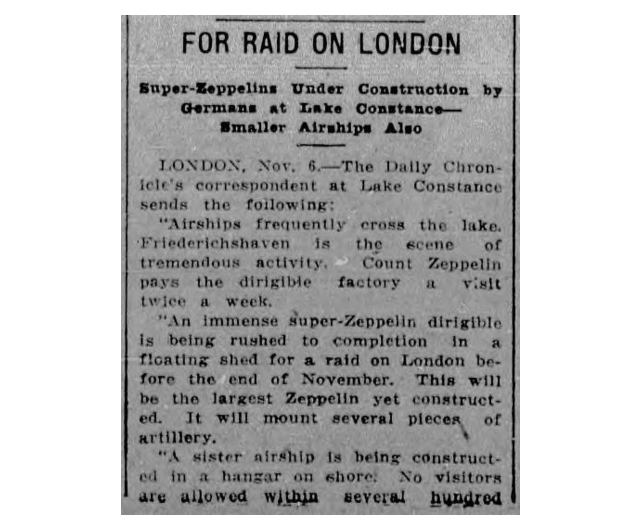 FOR RAID ON LONDON
Super-Zeppelins Under Construction by
Germans at Lake Constance—
Smaller Airships Also
LONDON, Nov. 6.—The Daily Chron-
icle's correspondent at Lake Constance
sends the following:
"Airships frequently cross the lake.
Friederichshaven is the scene of
tremendous activity. Count Zeppelin
pays the dirigible factory a visit
twice a week.
"An immense super-Zeppelin dirigible
is being rushed to completion in a
floating shed for a raid on London be-
fore the end of November. This will
be the largest Zeppelin yet construct-
ed. It will mount several pieces of
artillery.
"A sister airship is being construct-
ed in a hangar on shore. No visitors
are allowed within several hundred